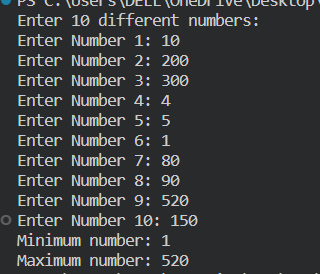 PS C:\Users\DELL\OneDrive\Desktop\
Enter 10 different numbers:
Enter Number 1: 10
Enter Number 2: 200
Enter Number 3: 300
Enter Number 4: 4
Enter Number 5: 5
Enter Number 6: 1
Enter Number 7: 80
Enter Number 8: 90
Enter Number 9: 520
Enter Number 10: 150
Minimum number: 1
Maximum number: 520